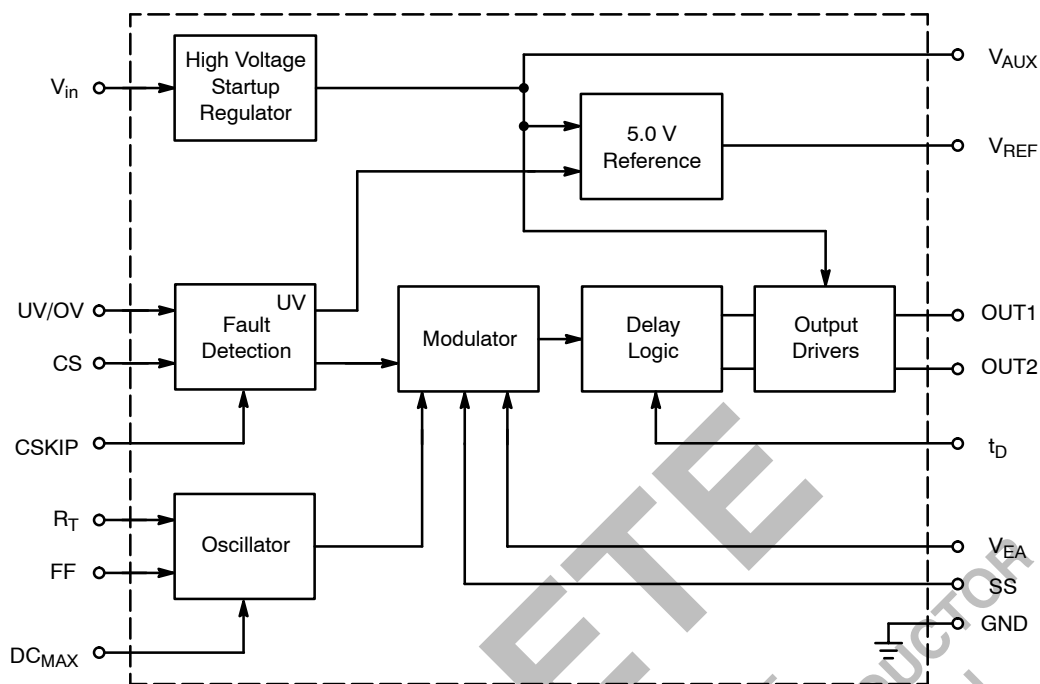 High Voltage
Startup
Regulator
V_in
V_AUX
5.0 V
Reference
V_REF
UV/OV
CS
UV
Fault
Detection
Modulator
Delay
Logic
Output
Drivers
OUT1
OUT2
CSKIP
t_D
R_T
FF
Oscillator
V_EA
SS
GND
DC_MAX
ETE